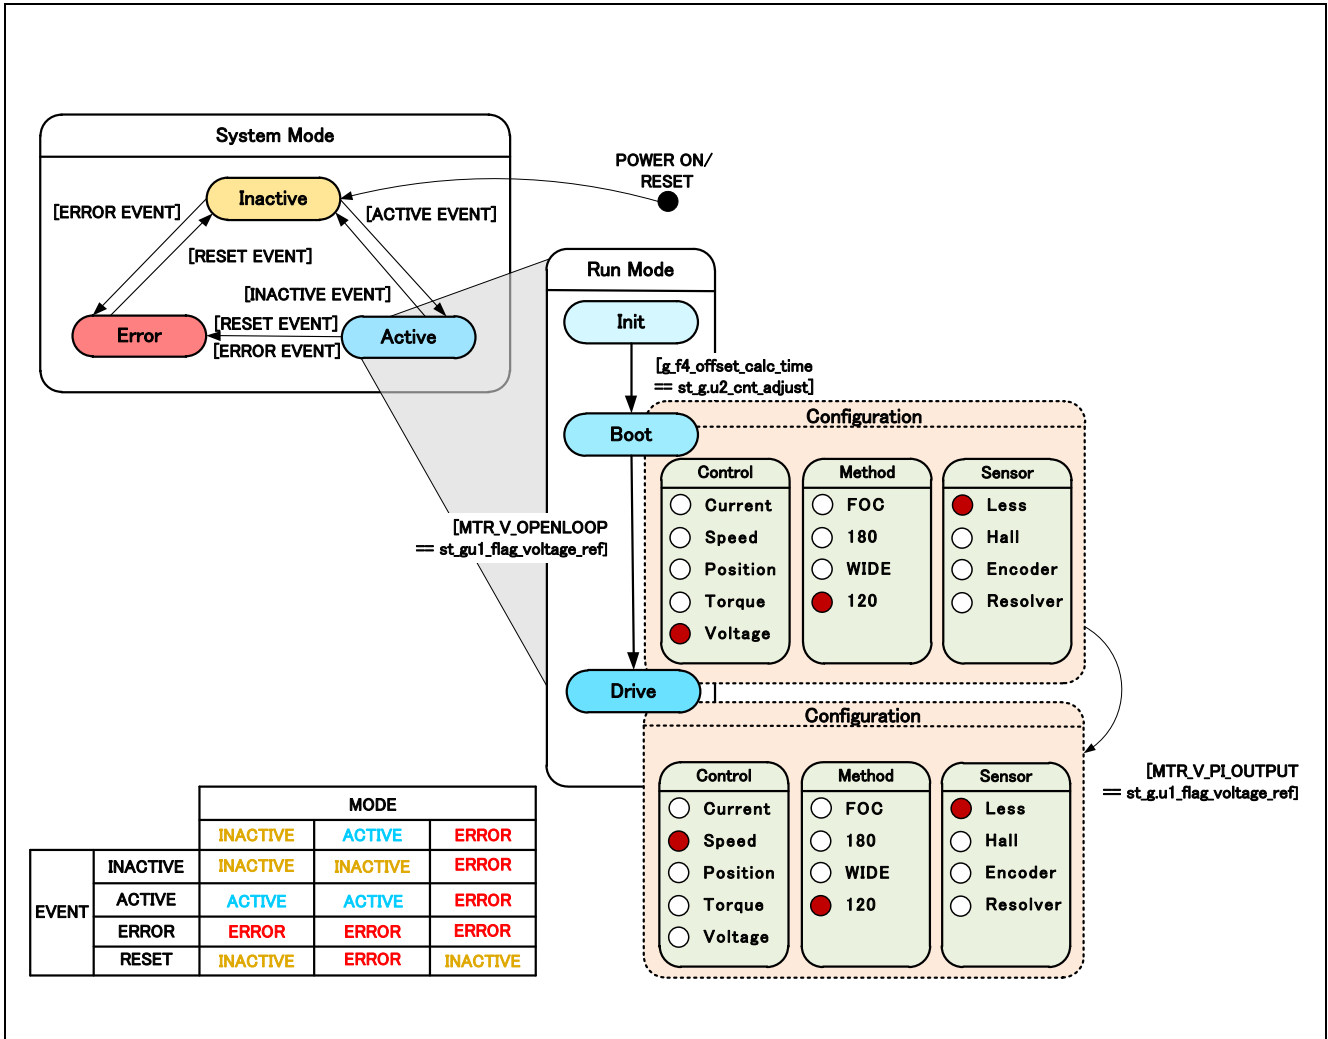 System Mode
POWER ON/
RESET
Inactive
[ERROR EVENT]
[ACTIVE EVENT]
[RESET EVENT]
[INACTIVE EVENT]
[RESET EVENT]
[ERROR EVENT]
Error
Active
Run Mode
Init
[g_f4_offset_calc_time
== st_g.u2_cnt_adjust]
Boot
[MTR_V_OPENLOOP
== st_gu1_flag_voltage_ref]
Drive
Configuration
Control
Current
Speed
Position
Torque
Voltage
Method
FOC
180
WIDE
120
Sensor
Less
Hall
Encoder
Resolver
[MTR_V_PI_OUTPUT
== st_g.u1_flag_voltage_ref]
Configuration
Control
Current
Speed
Position
Torque
Voltage
Method
FOC
180
WIDE
120
Sensor
Less
Hall
Encoder
Resolver
MODE
INACTIVE ACTIVE ERROR
EVENT
INACTIVE INACTIVE INACTIVE ERROR
ACTIVE ACTIVE ACTIVE ERROR
ERROR ERROR ERROR ERROR
RESET INACTIVE ERROR INACTIVE